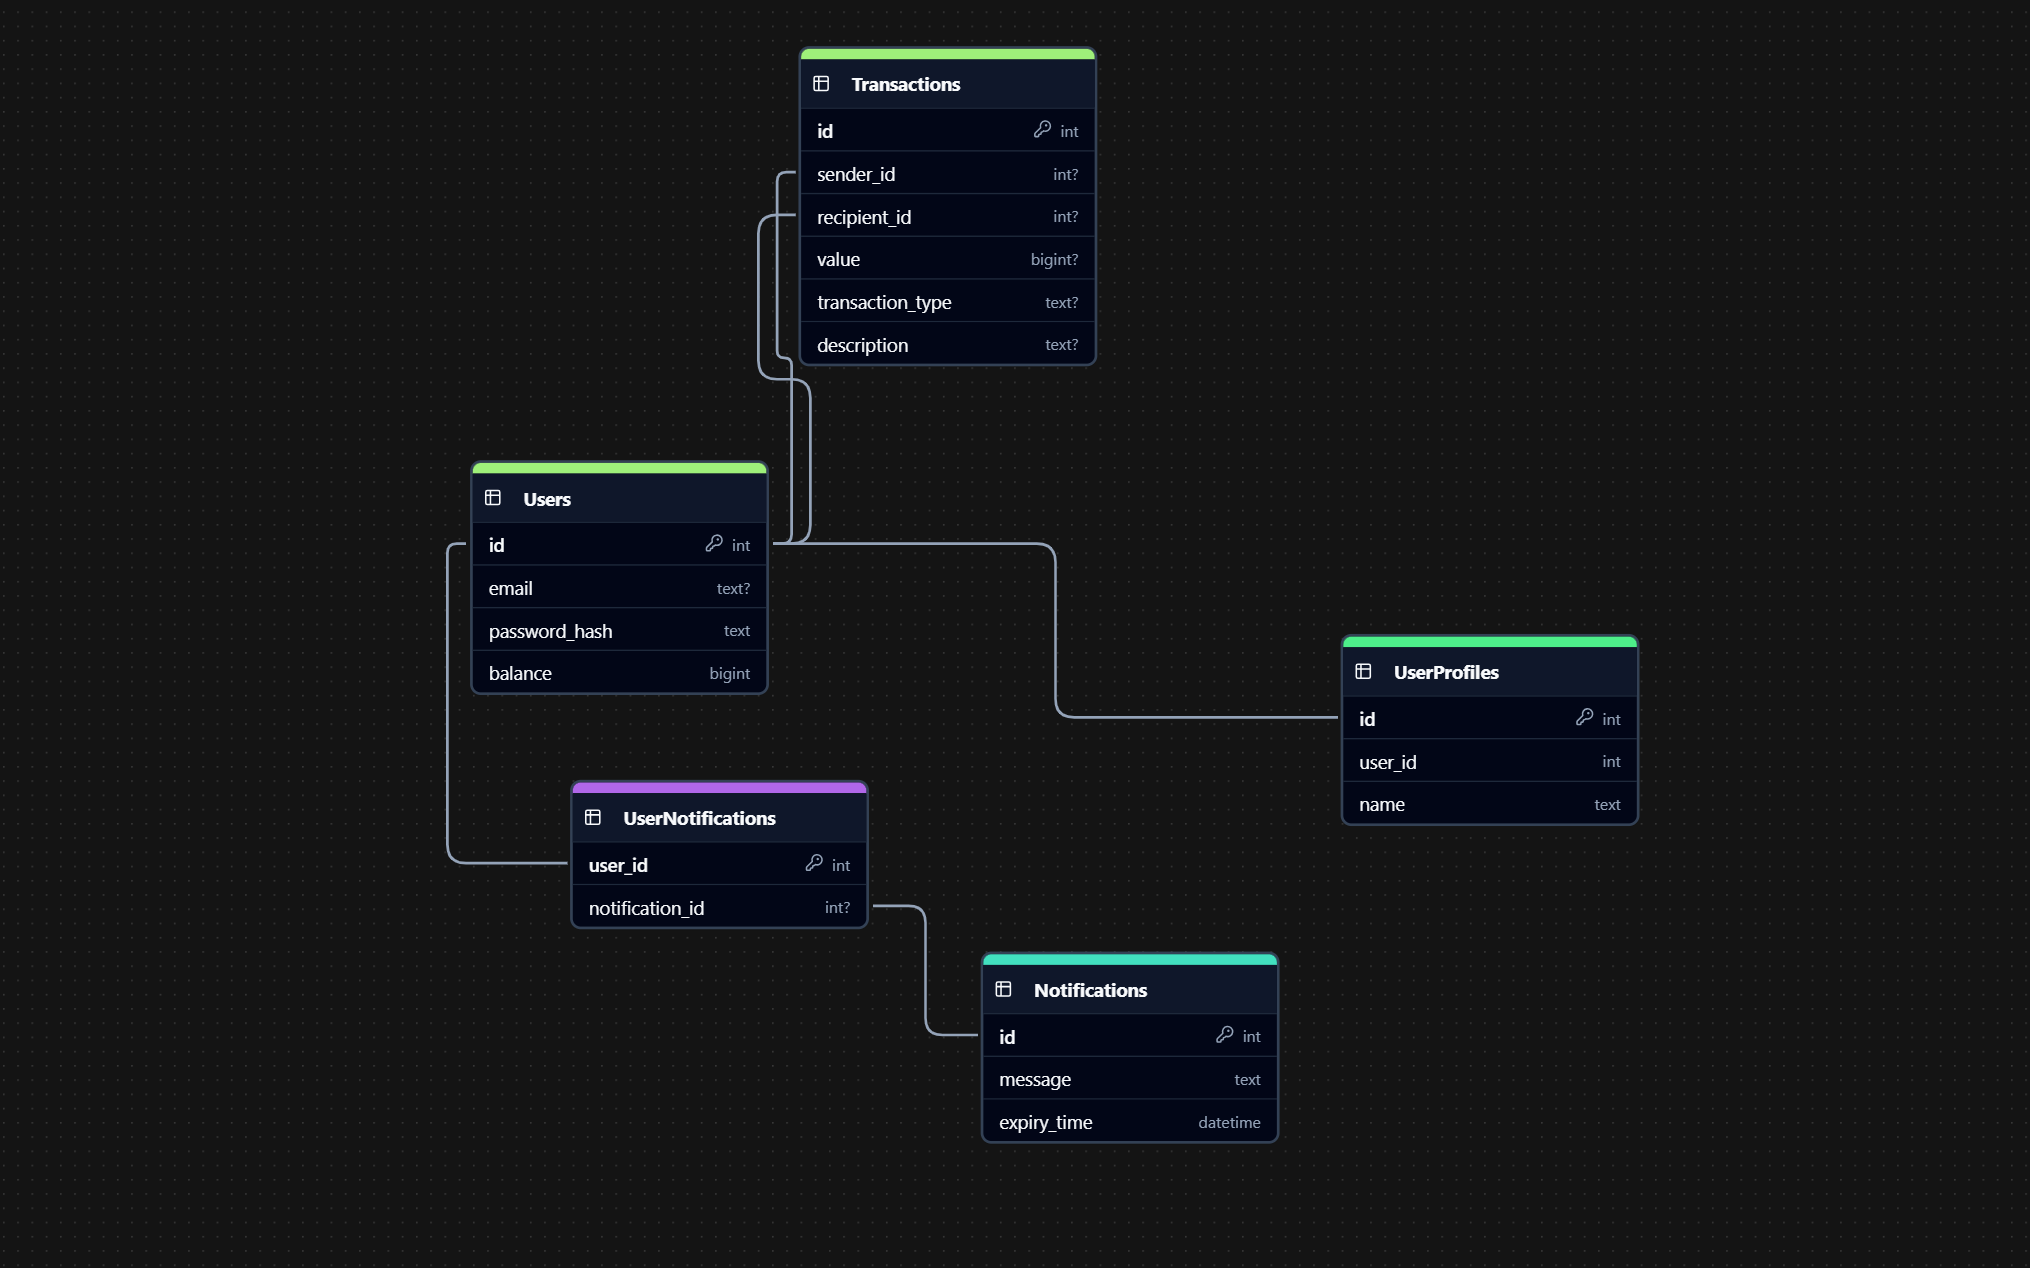 Transactions
id int
sender_id int?
recipient_id int?
value bigint?
transaction_type text?
description text?
Users
id int
email text?
password_hash text
balance bigint
UserProfiles
id int
user_id int
name text
UserNotifications
user_id int
notification_id int?
Notifications
id int
message text
expiry_time datetime